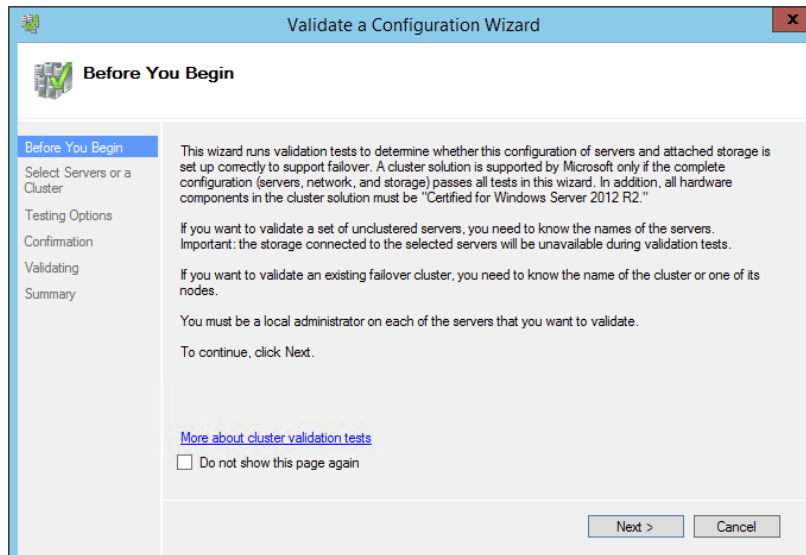 Validate a Configuration Wizard
x
Before You Begin
Before You Begin
Select Servers or a
Cluster
Testing Options
Confirmation
Validating
Summary
This wizard runs validation tests to determine whether this configuration of servers and attached storage is
set up correctly to support failover. A cluster solution is supported by Microsoft only if the complete
configuration (servers, network, and storage) passes all tests in this wizard. In addition, all hardware
components in the cluster solution must be "Certified for Windows Server 2012 R2."
If you want to validate a set of unclustered servers, you need to know the names of the servers.
Important: the storage connected to the selected servers will be unavailable during validation tests.
If you want to validate an existing failover cluster, you need to know the name of the cluster or one of its
nodes.
You must be a local administrator on each of the servers that you want to validate.
To continue, click Next.
More about cluster validation tests
Do not show this page again
Next >
Cancel